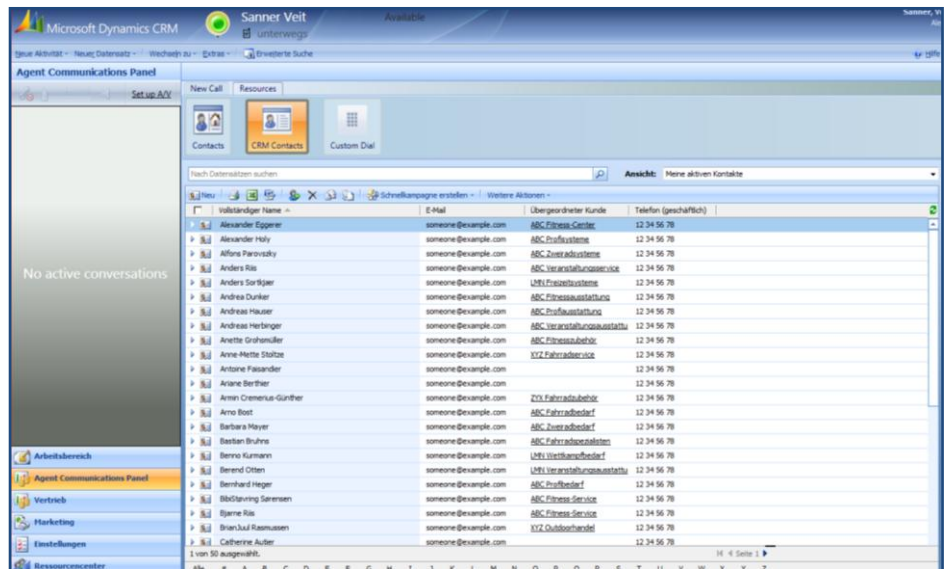 Microsoft Dynamics CRM
Sanner Veit
Available
unterwegs
Sanner, V
Neue Aktivität Neuer Datensatz Wechseln zu Extras Erweiterte Suche Hilfe
Agent Communications Panel
Set up A/V
New Call Resources
Contacts CRM Contacts Custom Dial
Nach Datensätzen suchen Ansicht: Meine aktiven Kontakte
Neu Schnellkampagne erstellen Weitere Aktionen
Vollständiger Name E-Mail Übergeordneter Kunde Telefon (geschäftlich)
Alexander Eggerer someone@example.com ABC Fitness-Center 12 34 56 78
Alexander Holy someone@example.com ABC Profisysteme 12 34 56 78
Alfons Parovszky someone@example.com ABC Zweiradsysteme 12 34 56 78
Anders Riis someone@example.com ABC Veranstaltungsservice 12 34 56 78
Anders Sortkjær someone@example.com LMN Freizeitsysteme 12 34 56 78
Andrea Dunker someone@example.com ABC Fitnessausstattung 12 34 56 78
Andreas Hauser someone@example.com ABC Profiausstattung 12 34 56 78
Andreas Herbinger someone@example.com ABC Veranstaltungsausstattu 12 34 56 78
Anette Grohsmüller someone@example.com ABC Fitnesszubehör 12 34 56 78
Anne-Mette Stoltze someone@example.com XYZ Fahrradservice 12 34 56 78
Antoine Faisandier someone@example.com 12 34 56 78
Ariane Berthier someone@example.com 12 34 56 78
Armin Cremerius-Günther someone@example.com ZYX Fahrradzubehör 12 34 56 78
Arno Bost someone@example.com ABC Fahrradbedarf 12 34 56 78
Barbara Mayer someone@example.com ABC Zweiradbedarf 12 34 56 78
Bastian Bruhns someone@example.com ABC Fahrradspezialisten 12 34 56 78
Benno Kurmann someone@example.com LMN Wettkampfbedarf 12 34 56 78
Berend Otten someone@example.com LMN Veranstaltungsausstattu 12 34 56 78
Bernhard Heger someone@example.com ABC Profibedarf 12 34 56 78
BibiStøvring Sørensen someone@example.com ABC Fitness-Service 12 34 56 78
Bjarne Riis someone@example.com ABC Fitness-Service 12 34 56 78
BrianJuul Rasmussen someone@example.com XYZ Outdoorhandel 12 34 56 78
Catherine Autier someone@example.com 12 34 56 78
1 von 50 ausgewählt. Seite 1
No active conversations
Arbeitsbereich
Agent Communications Panel
Vertrieb
Marketing
Einstellungen
Ressourcencenter